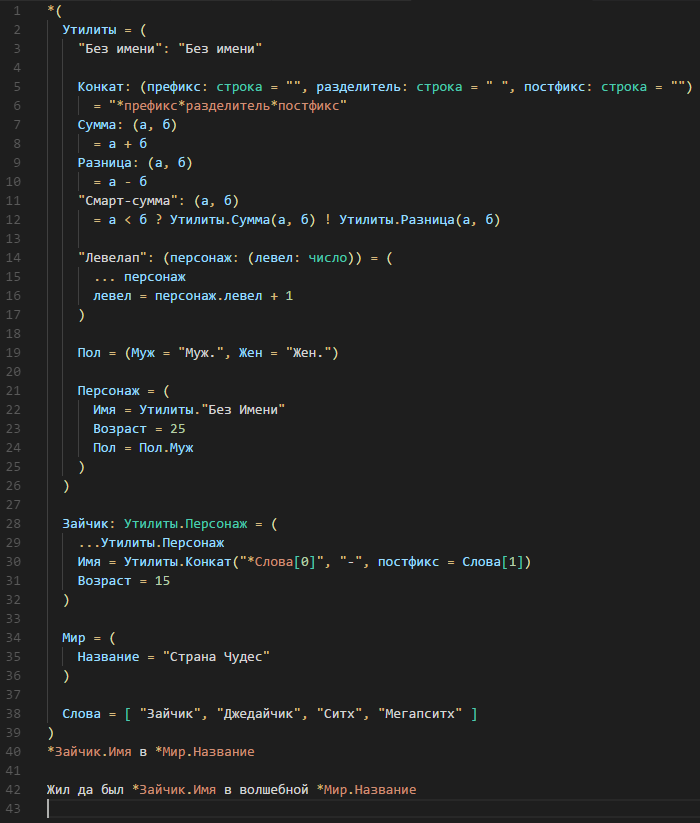 1 *(
2 Утилиты = (
3 "Без имени": "Без имени"
4
5 Конкат: (префикс: строка = "", разделитель: строка = " ", постфикс: строка = "")
6 = "*префикс*разделитель*постфикс"
7 Сумма: (а, б)
8 = а + б
9 Разница: (а, б)
10 = а - б
11 "Смарт-сумма": (а, б)
12 = а < б ? Утилиты.Сумма(а, б) ! Утилиты.Разница(а, б)
13
14 "Левелап": (персонаж: (левел: число)) = (
15 ... персонаж
16 левел = персонаж.левел + 1
17 )
18
19 Пол = (Муж = "Муж.", Жен = "Жен.")
20
21 Персонаж = (
22 Имя = Утилиты."Без Имени"
23 Возраст = 25
24 Пол = Пол.Муж
25 )
26 )
27
28 Зайчик: Утилиты.Персонаж = (
29 ...Утилиты.Персонаж
30 Имя = Утилиты.Конкат("*Слова[0]", "-", постфикс = Слова[1])
31 Возраст = 15
32 )
33
34 Мир = (
35 Название = "Страна Чудес"
36 )
37
38 Слова = [ "Зайчик", "Джедайчик", "Ситх", "Мегапситх" ]
39 )
40 *Зайчик.Имя в *Мир.Название
41
42 Жил да был *Зайчик.Имя в волшебной *Мир.Название
43